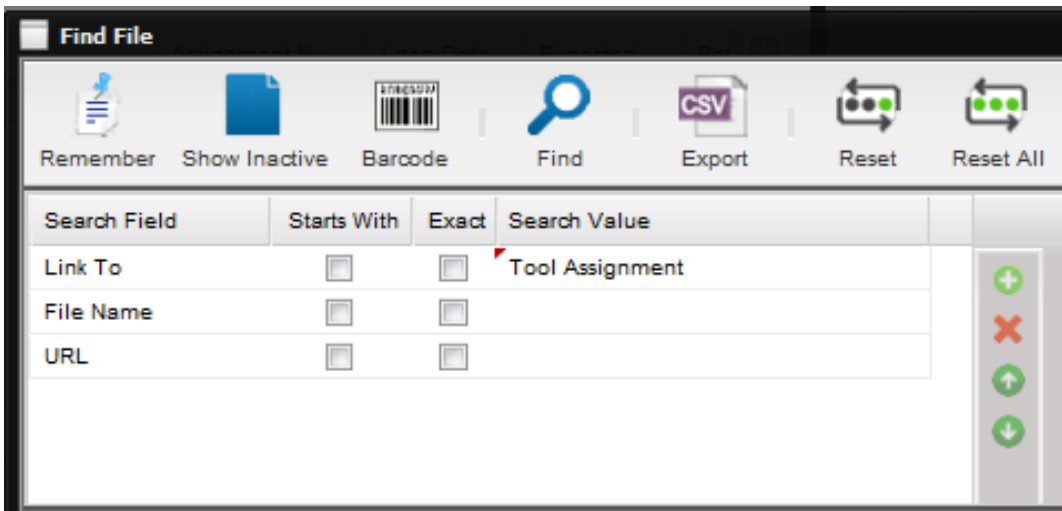 Find File
Remember Show Inactive Barcode Find CSV Export Reset Reset All
Search Field Starts With Exact Search Value
Link To Tool Assignment
File Name
URL